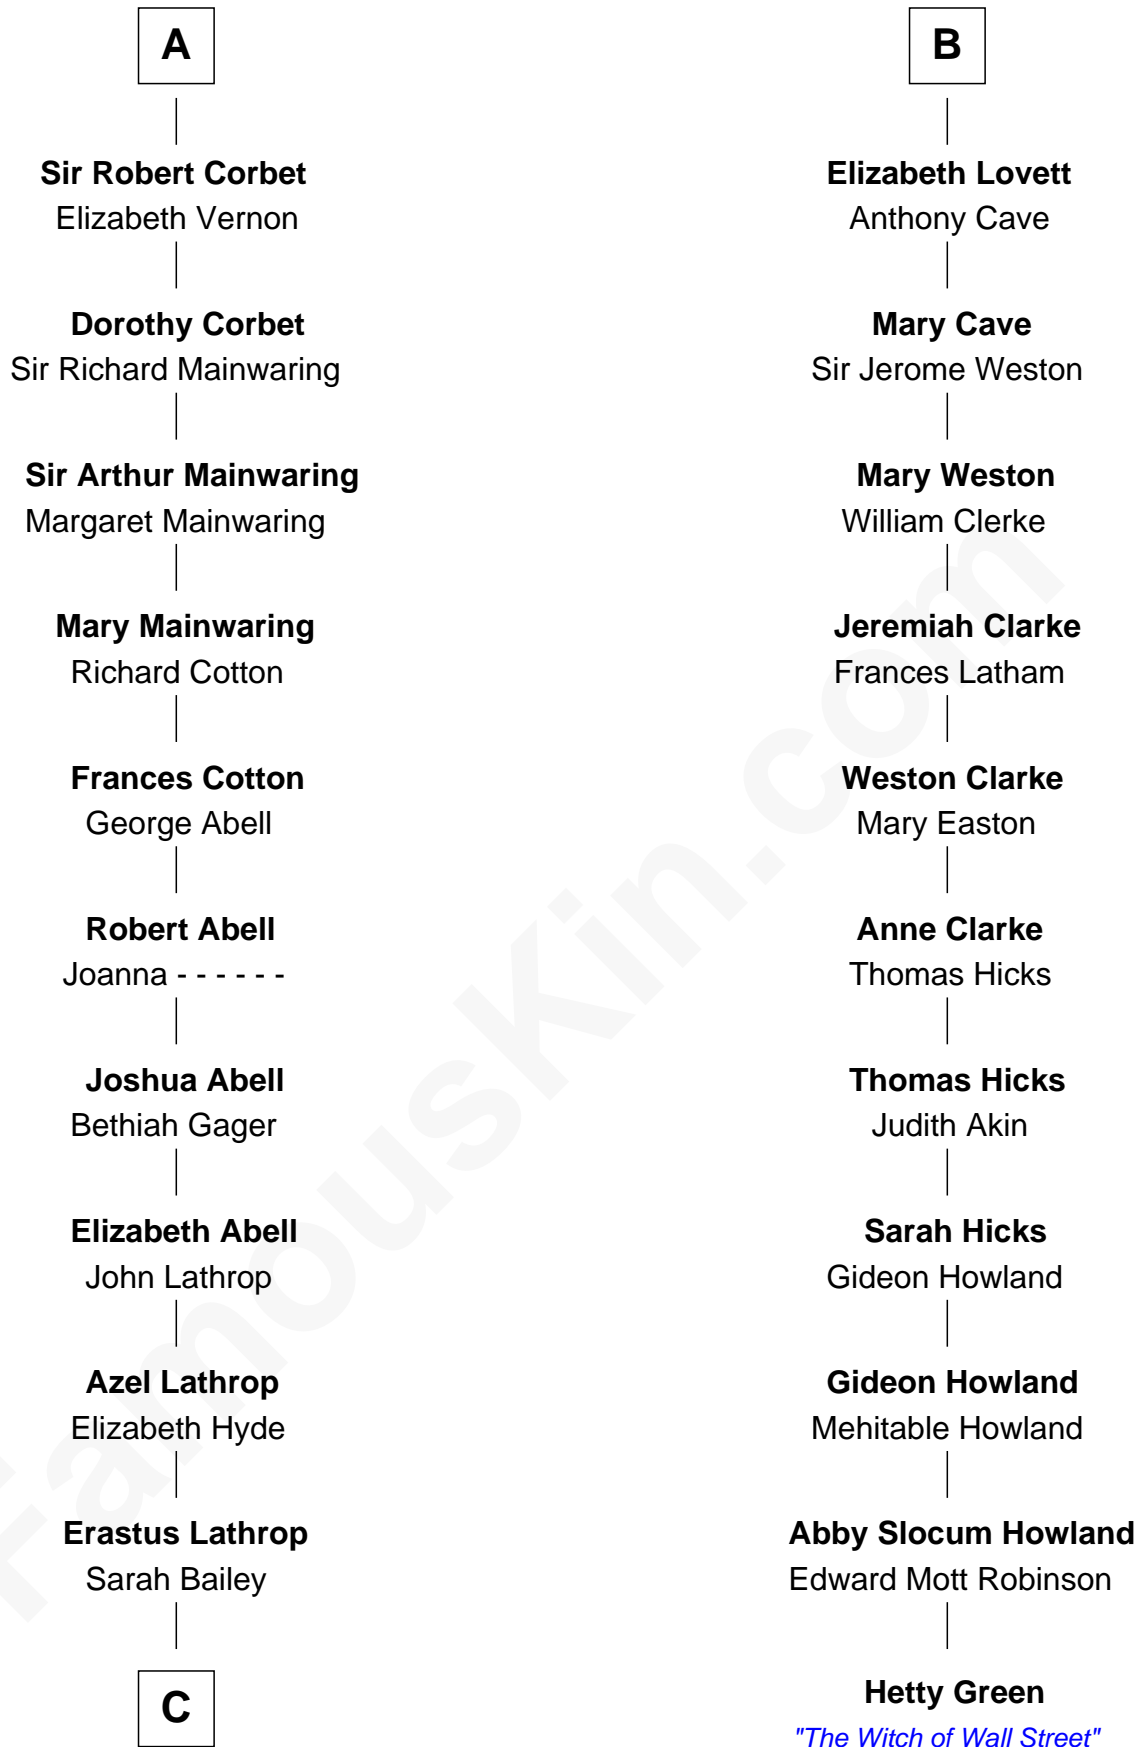 A
Sir Robert Corbet
Elizabeth Vernon
Dorothy Corbet
Sir Richard Mainwaring
Sir Arthur Mainwaring
Margaret Mainwaring
Mary Mainwaring
Richard Cotton
Frances Cotton
George Abell
Robert Abell
Joanna - - - - - -
Joshua Abell
Bethiah Gager
Elizabeth Abell
John Lathrop
Azel Lathrop
Elizabeth Hyde
Erastus Lathrop
Sarah Bailey
C
B
Elizabeth Lovett
Anthony Cave
Mary Cave
Sir Jerome Weston
Mary Weston
William Clerke
Jeremiah Clarke
Frances Latham
Weston Clarke
Mary Easton
Anne Clarke
Thomas Hicks
Thomas Hicks
Judith Akin
Sarah Hicks
Gideon Howland
Gideon Howland
Mehitable Howland
Abby Slocum Howland
Edward Mott Robinson
Hetty Green
"The Witch of Wall Street"
FamousKin.com